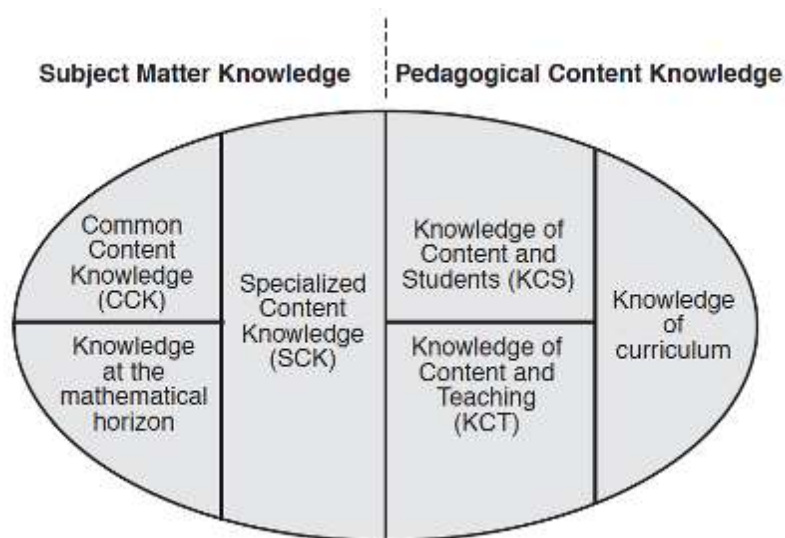 Subject Matter Knowledge
Pedagogical Content Knowledge
Common
Content
Knowledge
(CCK)
Knowledge
at the
mathematical
horizon
Specialized
Content
Knowledge
(SCK)
Knowledge of
Content and
Students (KCS)
Knowledge of
Content and
Teaching
(KCT)
Knowledge
of
curriculum